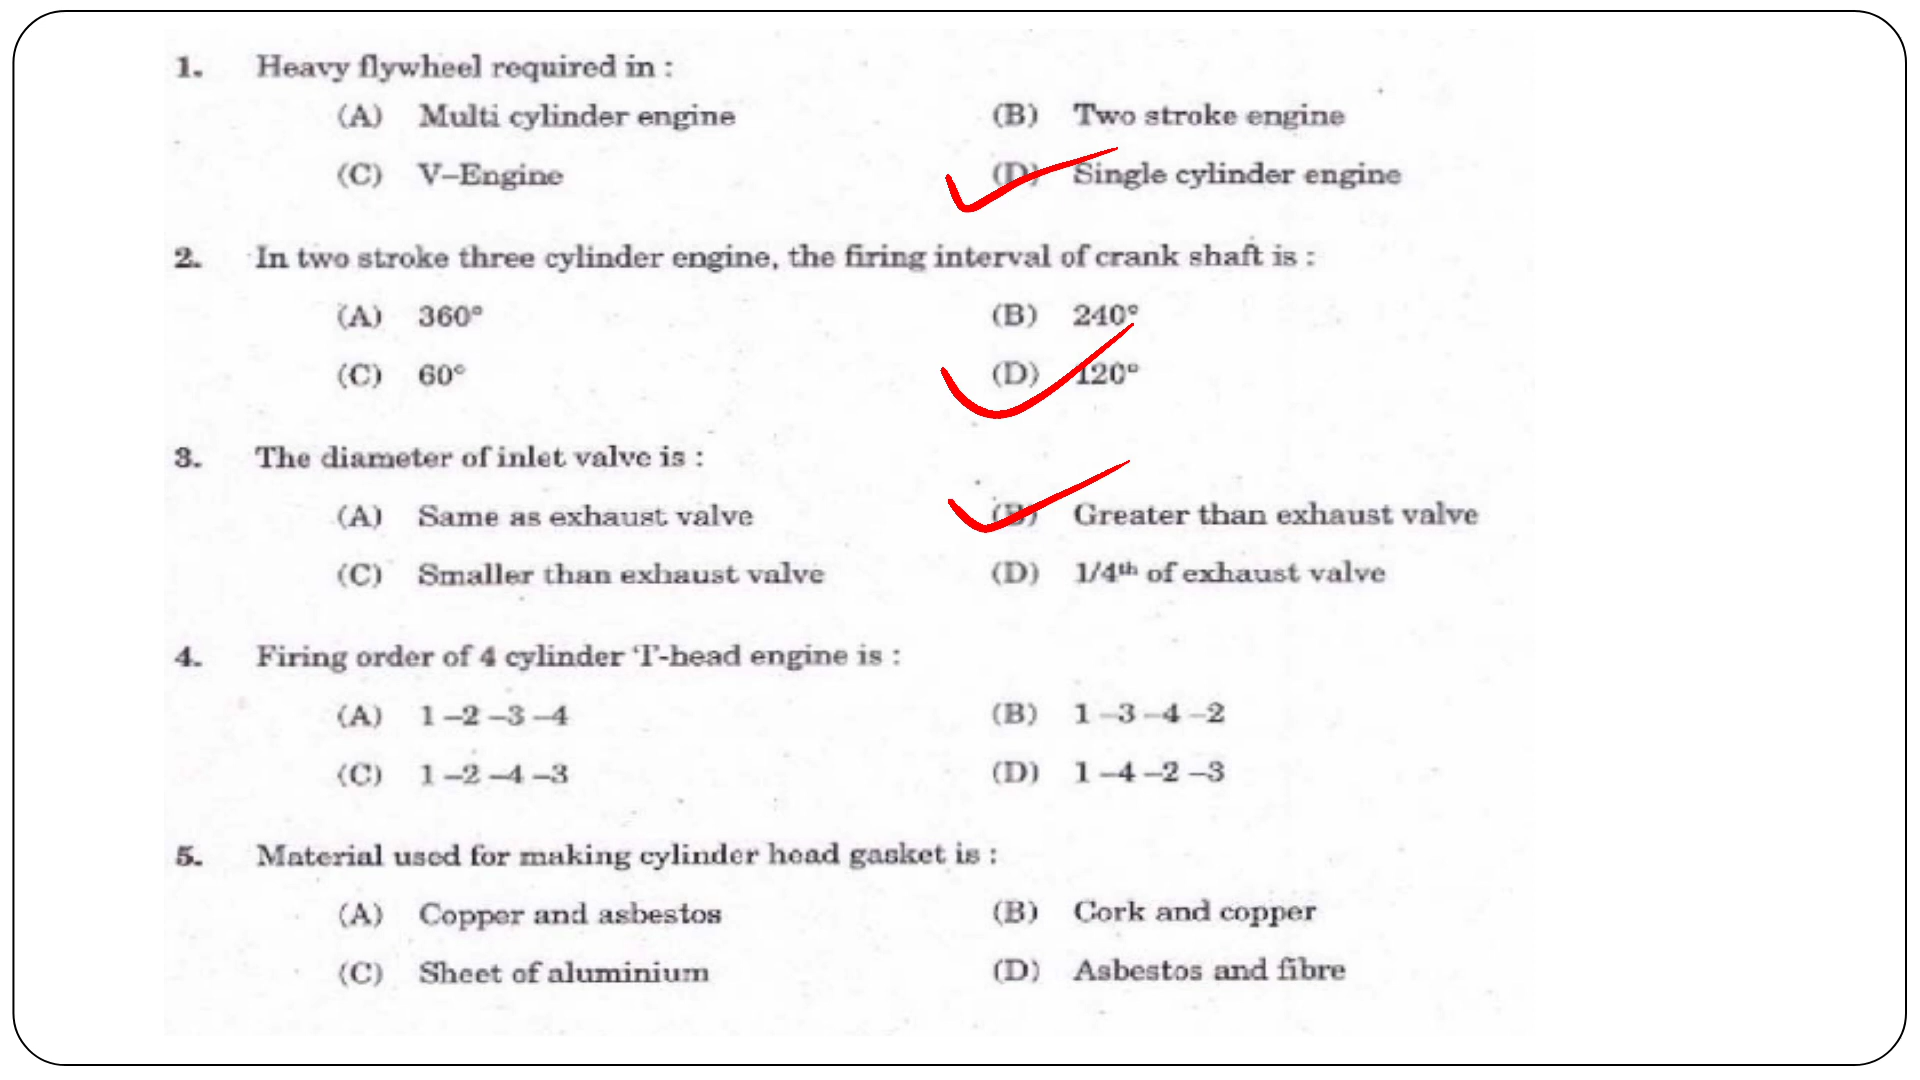 1. Heavy flywheel required in :
(A) Multi cylinder engine (B) Two stroke engine
(C) V–Engine (D) Single cylinder engine
2. In two stroke three cylinder engine, the firing interval of crank shaft is :
(A) 360° (B) 240°
(C) 60° (D) 120°
3. The diameter of inlet valve is :
(A) Same as exhaust valve (B) Greater than exhaust valve
(C) Smaller than exhaust valve (D) 1/4th of exhaust valve
4. Firing order of 4 cylinder 'I'-head engine is :
(A) 1 –2 –3 –4 (B) 1 –3 –4 –2
(C) 1 –2 –4 –3 (D) 1 –4 –2 –3
5. Material used for making cylinder head gasket is :
(A) Copper and asbestos (B) Cork and copper
(C) Sheet of aluminium (D) Asbestos and fibre